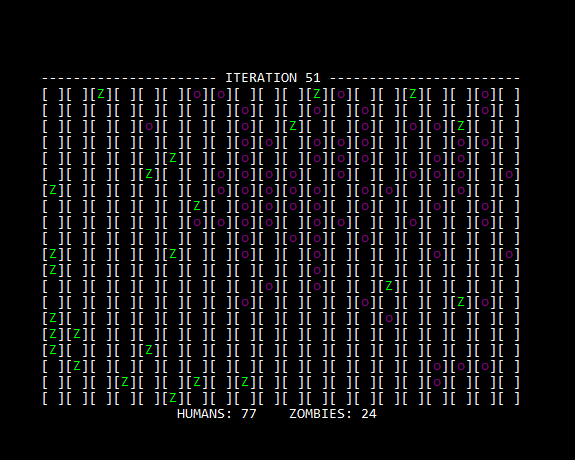 ---------------------- ITERATION 51 ------------------------
[ ][ ][Z][ ][ ][ ][o][o][ ][ ][ ][Z][o][ ][ ][Z][ ][ ][o][ ]
[ ][ ][ ][ ][ ][ ][ ][ ][o][ ][ ][o][ ][o][ ][ ][ ][ ][o][ ]
[ ][ ][ ][ ][o][ ][ ][ ][o][ ][Z][ ][ ][o][ ][o][o][Z][ ][ ]
[ ][ ][ ][ ][ ][ ][ ][ ][o][o][ ][o][o][o][ ][ ][ ][o][o][ ]
[ ][ ][ ][ ][ ][Z][ ][ ][o][ ][ ][o][o][o][ ][ ][ ][o][ ][ ]
[ ][ ][ ][ ][Z][ ][ ][o][o][o][o][ ][o][ ][ ][o][o][o][ ][o]
[Z][ ][ ][ ][ ][ ][ ][o][o][o][o][o][ ][o][o][ ][ ][o][ ][ ]
[ ][ ][ ][ ][ ][ ][Z][ ][o][o][o][o][ ][ ][ ][ ][o][ ][o][ ]
[ ][ ][ ][ ][ ][ ][o][o][o][o][ ][o][o][ ][ ][o][ ][ ][o][ ]
[ ][ ][ ][ ][ ][ ][ ][ ][o][ ][o][o][ ][o][ ][ ][ ][ ][ ][ ]
[Z][ ][ ][ ][ ][Z][ ][ ][o][ ][ ][o][ ][ ][ ][ ][o][ ][ ][o]
[Z][ ][ ][ ][ ][ ][ ][ ][ ][ ][ ][o][ ][ ][ ][ ][ ][ ][ ][ ]
[ ][ ][ ][ ][ ][ ][ ][ ][ ][o][ ][o][ ][ ][Z][ ][ ][ ][ ][ ]
[ ][ ][ ][ ][ ][ ][ ][ ][o][ ][ ][ ][ ][o][ ][ ][ ][Z][o][ ]
[Z][ ][ ][ ][ ][ ][ ][ ][ ][ ][ ][ ][ ][ ][o][ ][ ][ ][ ][ ]
[Z][Z][ ][ ][ ][ ][ ][ ][ ][ ][ ][ ][ ][ ][ ][ ][ ][ ][ ][ ]
[Z][ ][ ][ ][Z][ ][ ][ ][ ][ ][ ][ ][ ][ ][ ][ ][ ][ ][ ][ ]
[ ][Z][ ][ ][ ][ ][ ][ ][ ][ ][ ][ ][ ][ ][ ][ ][o][o][o][ ]
[ ][ ][ ][Z][ ][ ][Z][ ][Z][ ][ ][ ][ ][ ][ ][ ][o][ ][ ][ ]
[ ][ ][ ][ ][ ][Z][ ][ ][ ][ ][ ][ ][ ][ ][ ][ ][ ][ ][ ][ ]
HUMANS: 77    ZOMBIES: 24